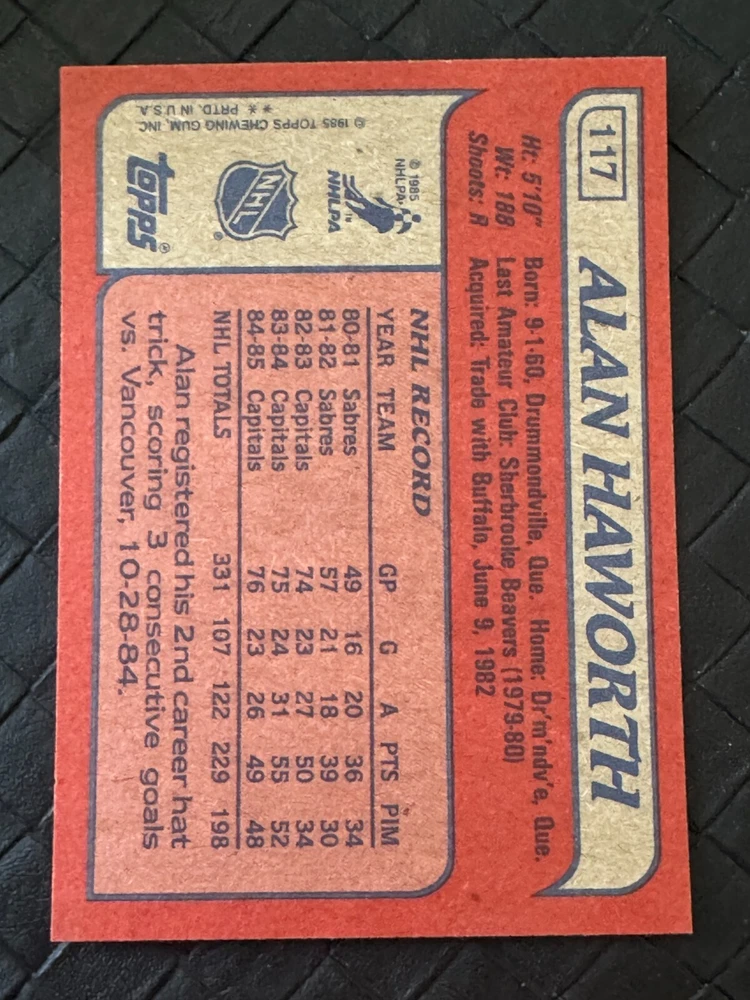 117
ALAN HAWORTH
Ht: 5'10" Born: 9-1-60, Drummondville, Que. Home: Dr'm'ndv'e, Que.
Wt: 188 Last Amateur Club: Sherbrooke Beavers (1979-80)
Shoots: R Acquired: Trade with Buffalo, June 9, 1982
© 1985
NHLPA
NHLPA
NHL
®
topps®
© 1985 TOPPS CHEWING GUM, INC.
** PRTD. IN U.S.A.
NHL RECORD
YEAR TEAM GP G A PTS PIM
80-81 Sabres 49 16 20 36 34
81-82 Sabres 57 21 18 39 30
82-83 Capitals 74 23 27 50 34
83-84 Capitals 75 24 31 55 52
84-85 Capitals 76 23 26 49 48
NHL TOTALS 331 107 122 229 198
Alan registered his 2nd career hat
trick, scoring 3 consecutive goals
vs. Vancouver, 10-28-84.